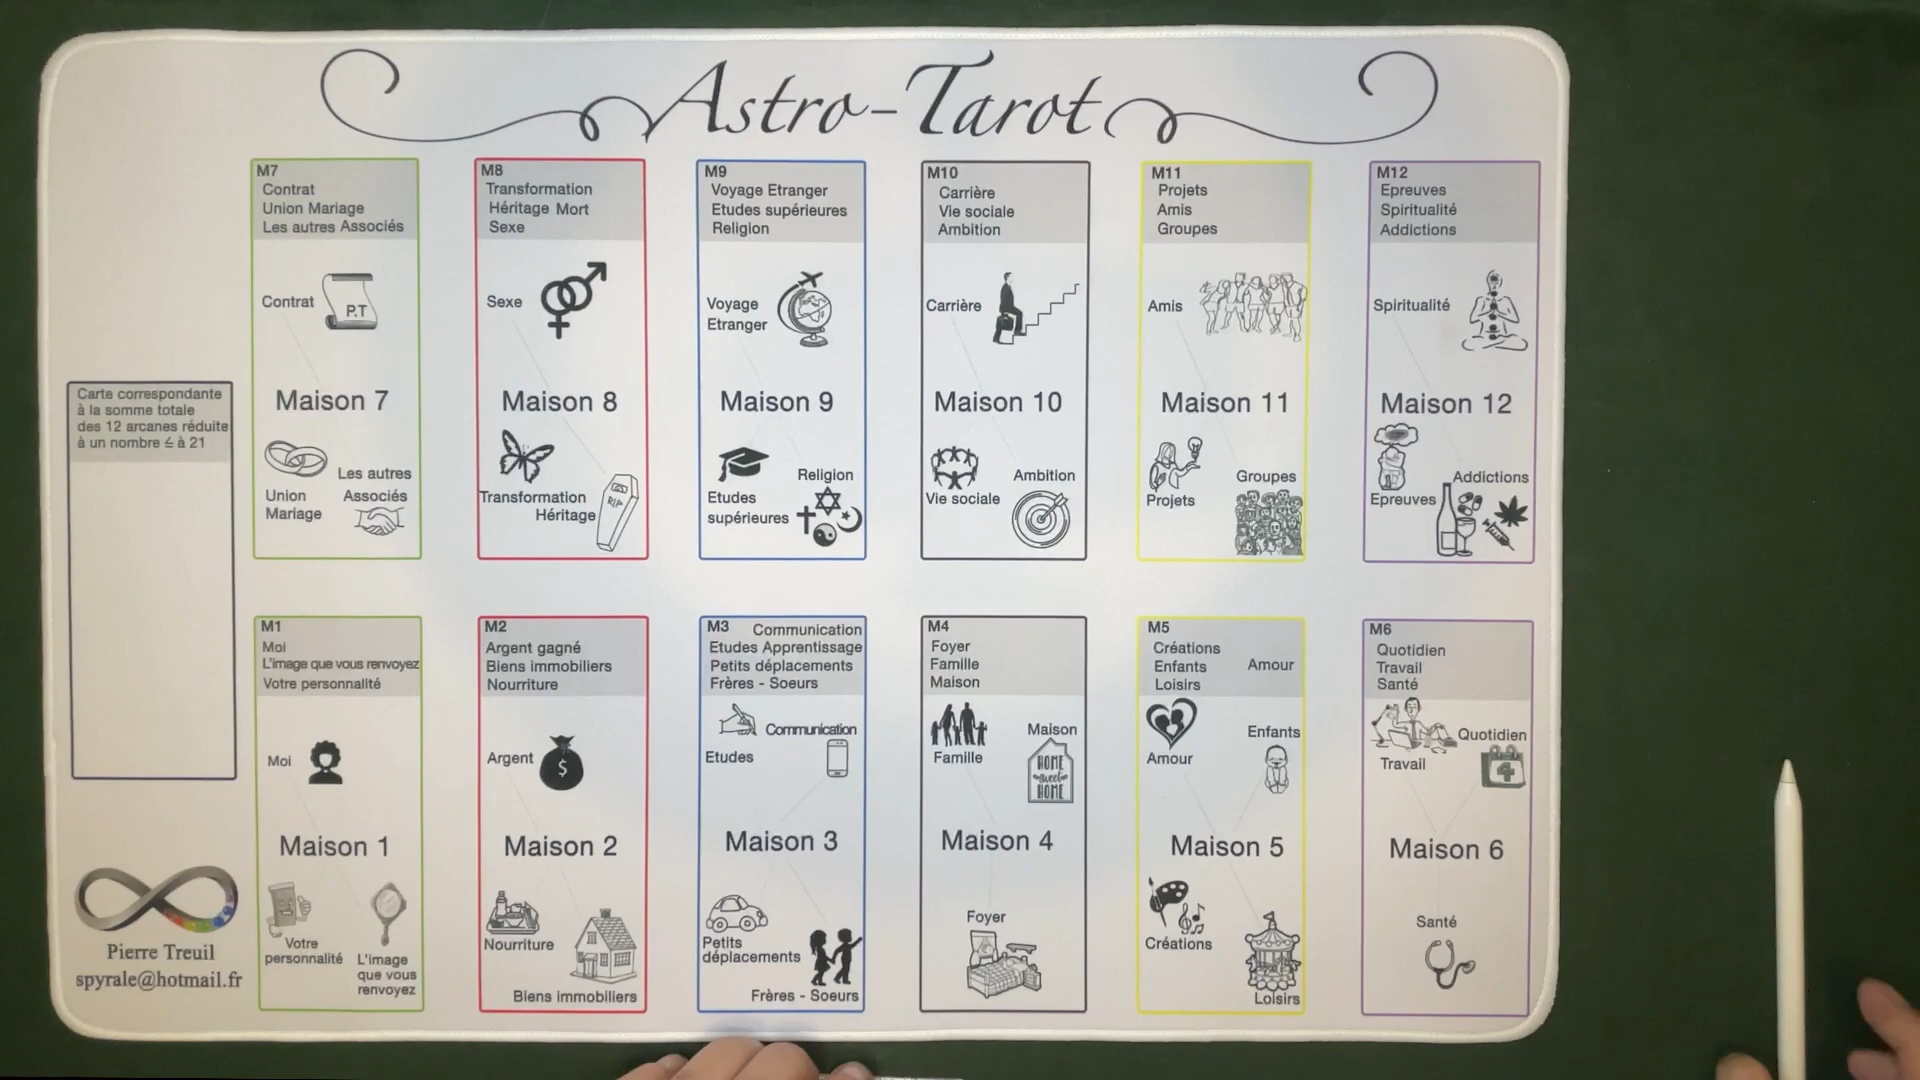 Astro-Tarot
M7
Contrat
Union Mariage
Les autres Associés
Contrat
P.T
Maison 7
Les autres
Union
Mariage
Associés
M8
Transformation
Héritage Mort
Sexe
Sexe
Maison 8
RIP
Transformation
Héritage
M9
Voyage Etranger
Etudes supérieures
Religion
Voyage
Etranger
Maison 9
Religion
Etudes
supérieures
M10
Carrière
Vie sociale
Ambition
Carrière
Maison 10
Ambition
Vie sociale
M11
Projets
Amis
Groupes
Amis
Maison 11
Groupes
Projets
M12
Epreuves
Spiritualité
Addictions
Spiritualité
Maison 12
Addictions
Epreuves
Carte correspondante
à la somme totale
des 12 arcanes réduite
à un nombre ≤ à 21
M1
Moi
L'image que vous renvoyez
Votre personnalité
Moi
Maison 1
Votre
personnalité
L'image
que vous
renvoyez
M2
Argent gagné
Biens immobiliers
Nourriture
Argent
$
Maison 2
Nourriture
Biens immobiliers
M3 Communication
Etudes Apprentissage
Petits déplacements
Frères - Soeurs
Communication
Etudes
Maison 3
Petits
déplacements
Frères - Soeurs
M4
Foyer
Famille
Maison
Maison
Famille
HOME
sweet
HOME
Maison 4
Foyer
M5
Créations
Enfants Amour
Loisirs
Enfants
Amour
Maison 5
Créations
Loisirs
M6
Quotidien
Travail
Santé
Quotidien
Travail
4
Maison 6
Santé
Pierre Treuil
spyrale@hotmail.fr